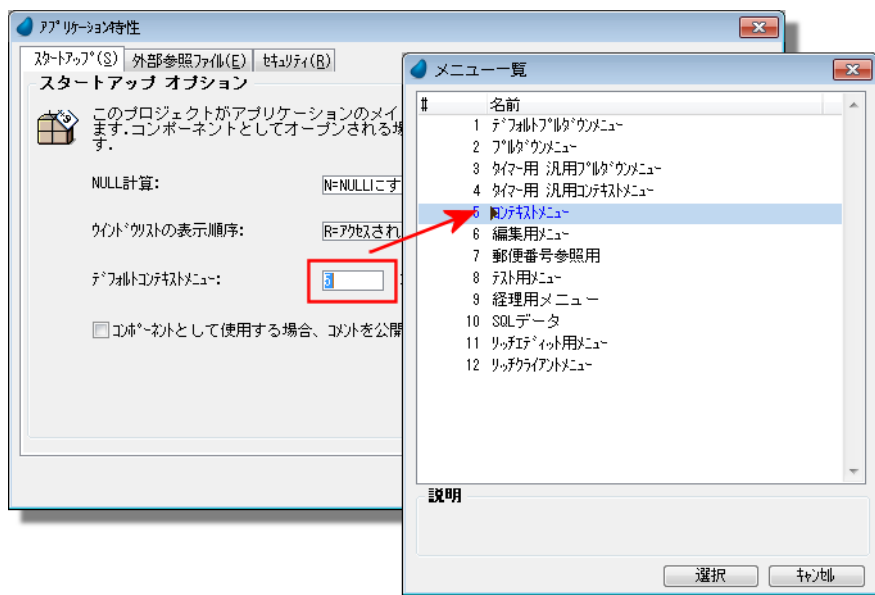 ｱﾌﾟﾘｹｰｼｮﾝ特性
ｽﾀｰﾄｱｯﾌﾟ(S) 外部参照ﾌｧｲﾙ(E) ｾｷｭﾘﾃｨ(R)
スタートアップ オプション
このプロジェクトがアプリケーションのメイ
ます.コンポーネントとしてオープンされる場
す.
NULL計算:
N=NULLにす
ｳｲﾝﾄﾞｳﾘｽﾄの表示順序:
R=ｱｸｾｽされ
ﾃﾞﾌｫﾙﾄｺﾝﾃｷｽﾄﾒﾆｭｰ:
5
ｺﾝﾎﾟｰﾈﾝﾄとして使用する場合、ｺﾒﾝﾄを公開
メニュー一覧
# 名前
1 ﾃﾞﾌｫﾙﾄﾌﾟﾙﾀﾞｳﾝﾒﾆｭｰ
2 ﾌﾟﾙﾀﾞｳﾝﾒﾆｭｰ
3 ﾀｲﾏｰ用 汎用ﾌﾟﾙﾀﾞｳﾝﾒﾆｭｰ
4 ﾀｲﾏｰ用 汎用ｺﾝﾃｷｽﾄﾒﾆｭｰ
5 ｺﾝﾃｷｽﾄﾒﾆｭｰ
6 編集用ﾒﾆｭｰ
7 郵便番号参照用
8 ﾃｽﾄ用ﾒﾆｭｰ
9 経理用メニュー
10 SQLデータ
11 ﾘｯﾁｴﾃﾞｨｯﾄ用ﾒﾆｭｰ
12 ﾘｯﾁｸﾗｲｱﾝﾄﾒﾆｭｰ
説明
選択 ｷｬﾝｾﾙ